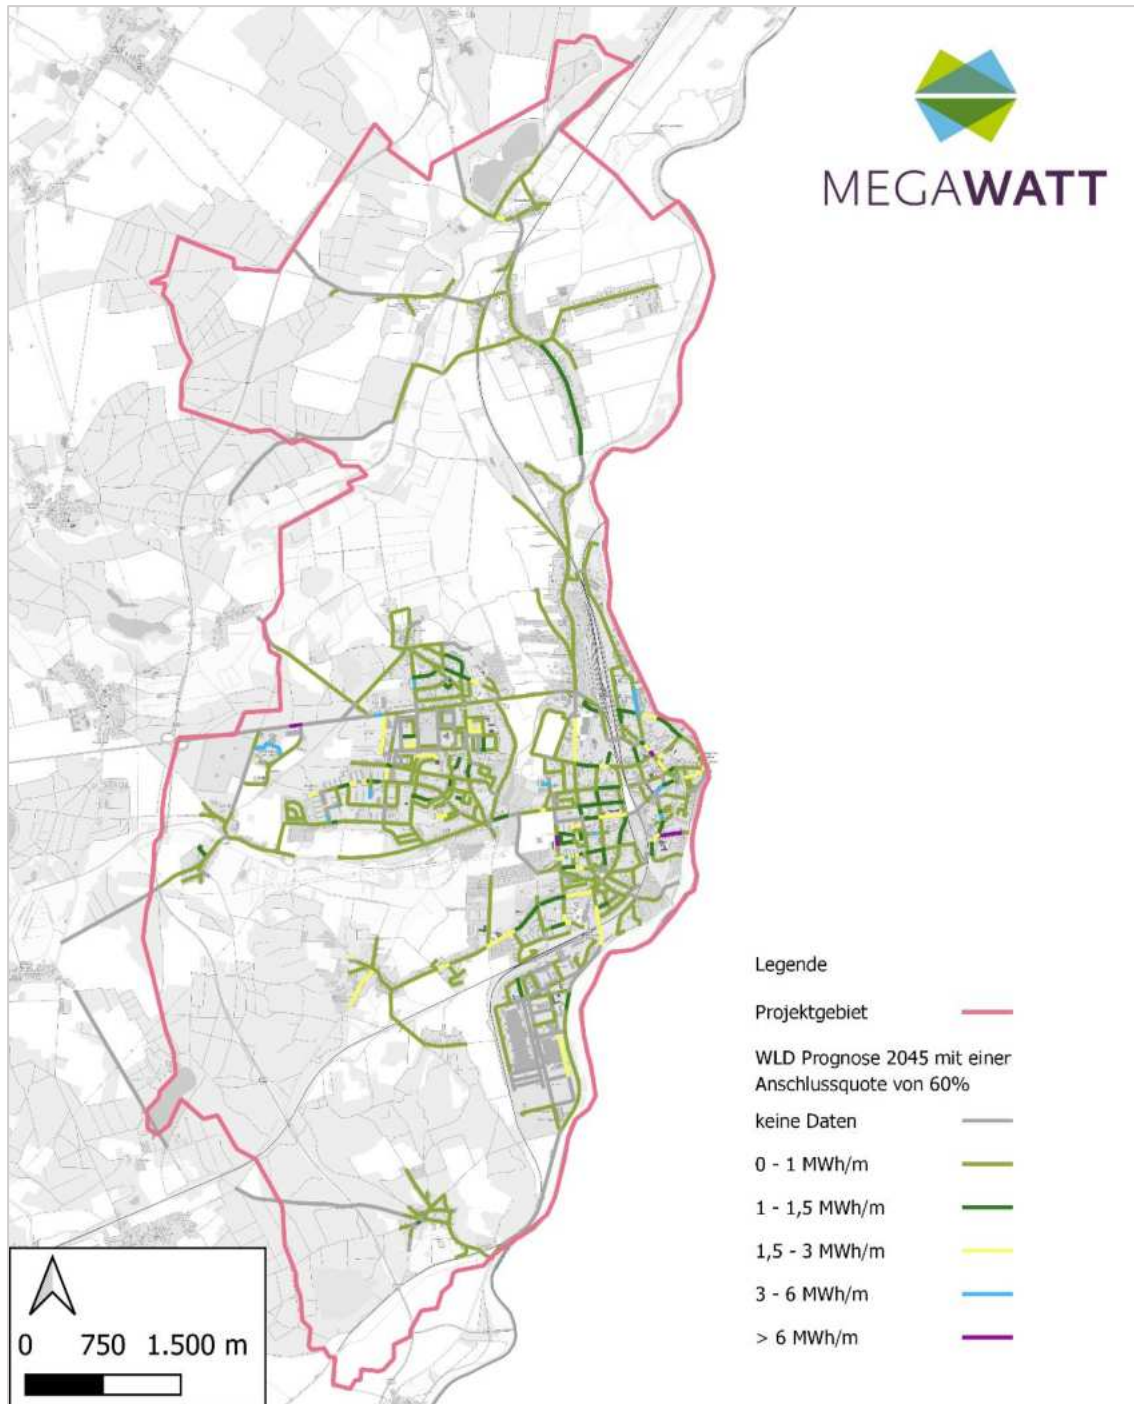 MEGAWATT
Legende
Projektgebiet
WLD Prognose 2045 mit einer
Anschlussquote von 60%
keine Daten
0 - 1 MWh/m
1 - 1,5 MWh/m
1,5 - 3 MWh/m
3 - 6 MWh/m
> 6 MWh/m
0 750 1.500 m